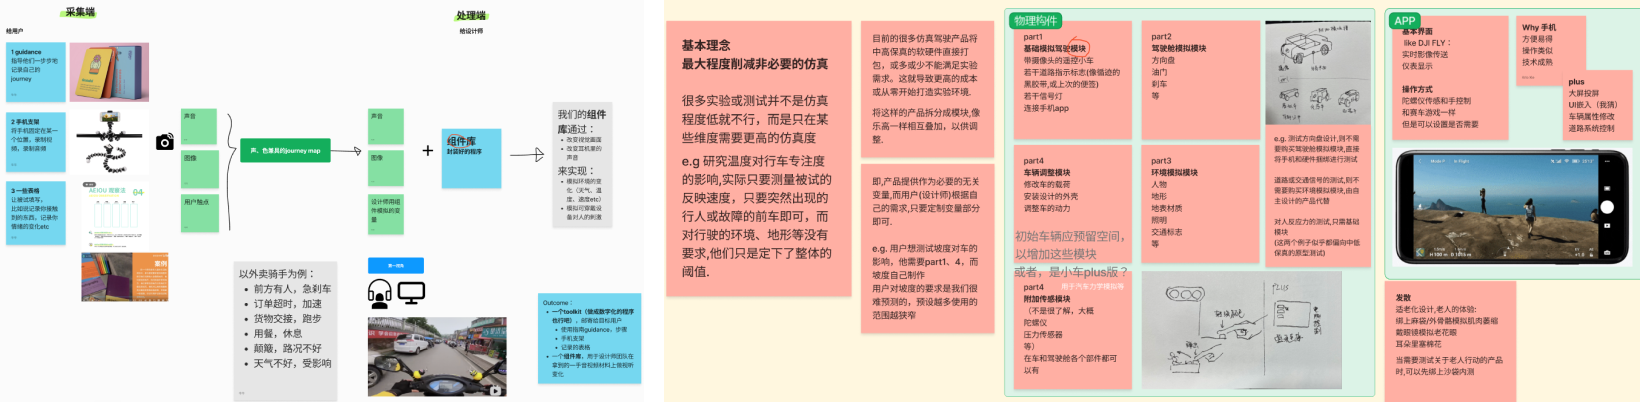 采集端
给用户
1 guidance
指导他们一步步地
记录自己的
journey
2 手机支架
将手机固定在某一
个位置，来制视
频，录制音频
3 一些表格
让被试填写，
比如说记录你接触
到的东西，记录你
情绪的变化etc
AEIOU 观察法
04
案例
声音
图像
用户触点
声、色兼具的journey map
以外卖骑手为例：
前方有人，急刹车
订单超时，加速
货物交接，跑步
用餐，休息
颠簸，路况不好
天气不好，受影响
处理端
给设计师
声音
图像
设计师用组
件模拟的变
量
+
组件库
封装好的程序
我们的组件
库通过：
改变视觉画面
改变耳机里的
声音
来实现：
模拟环境的变
化（天气、温
度、速度etc）
模拟可穿戴设
备对人的刺激
第一视角
Outcome：
一个toolkit（做成数字化的程序
也行吧），邮寄给目标用户
使用指南guidance，步骤
手机支架
记录的表格
一个组件库，用于设计师团队在
拿到的一手音视频材料上做视听
变化
基本理念
最大程度削减非必要的仿真
很多实验或测试并不是仿真
程度低就不行，而是只在某
些维度需要更高的仿真度
e.g 研究温度对行车专注度
的影响,实际只要测量被试的
反映速度，只要突然出现的
行人或故障的前车即可，而
对行驶的环境、地形等没有
要求,他们只是定下了整体的
阈值.
目前的很多仿真驾驶产品将
中高保真的软硬件直接打
包，或多或少不能满足实验
需求。这就导致更高的成本
或从零开始打造实验环境.
将这样的产品拆分成模块,像
乐高一样相互叠加，以供调
整.
即,产品提供作为必要的无关
变量,而用户(设计师)根据自
己的需求,只要定制变量部分
即可.
e.g. 用户想测试坡度对车的
影响，他需要part1、4，而
坡度自己制作
用户对坡度的要求是我们很
难预测的，预设越多使用的
范围越狭窄
物理构件
part1
基础模拟驾驶模块
带摄像头的遥控小车
若干道路指示标志(像循迹的
黑胶带,或上次的便签)
若干信号灯
连接手机app
part2
驾驶舱模拟模块
方向盘
油门
刹车
等
part4
车辆调整模块
修改车的载荷
安装设计的外壳
调整车的动力
part3
环境模拟模块
人物
地形
地表材质
照明
交通标志
等
初始车辆应预留空间，
以增加这些模块
或者，是小车plus版？
用于汽车力学模拟等
part4
附加传感模块
（不是很了解，大概
陀螺仪
压力传感器
等）
在车和驾驶舱各个部件都可
以有
e.g. 测试方向盘设计,则不需
要购买驾驶舱模拟模块,直接
将手机和硬件捆绑进行测试
道路或交通信号的测试,则不
需要购买环境模拟模块,由自
主设计的产品代替
对人反应力的测试,只需基础
模块
(这两个例子似乎都偏向中低
保真的原型测试)
PLUS
APP
基本界面
like DJI FLY：
实时影像传送
仪表显示
操作方式
陀螺仪传感和手控制
和赛车游戏一样
但是可以设置是否需要
Why 手机
方便易得
操作类似
技术成熟
plus
大屏投屏
UI嵌入（我猜）
车辆属性修改
道路系统控制
发散
适老化设计,老人的体验:
绑上麻袋/外骨骼模拟肌肉萎缩
戴眼镜模拟老花眼
耳朵里塞棉花
当需要测试关于老人行动的产品
时,可以先绑上沙袋内测